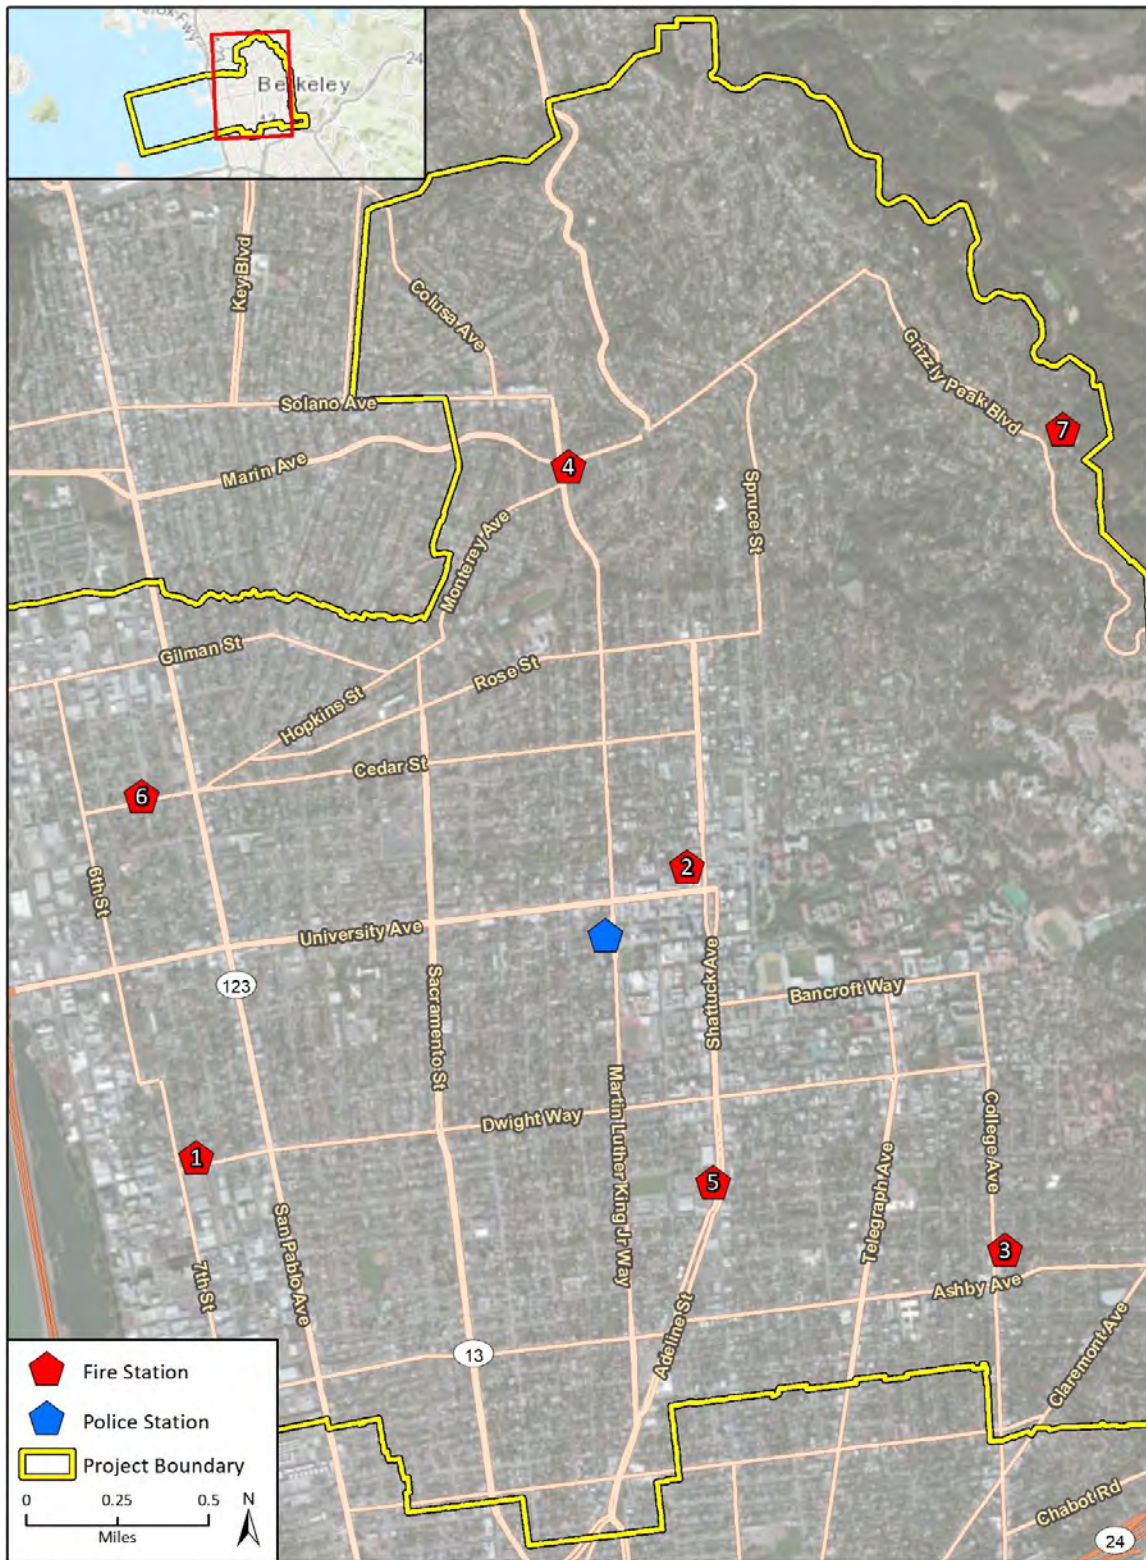 Berkeley
24
Key Blvd
Colusa Ave
Solano Ave
Grizzly Peak Blvd
7
Marin Ave
4
Spruce St
Monterey Ave
Gilman St
Rose St
Hopkins St
Cedar St
6
2
6th St
University Ave
123
Sacramento St
Shattuck Ave
Bancroft Way
Martin Luther King Jr Way
Dwight Way
College Ave
1
5
Telegraph Ave
3
7th St
San Pablo Ave
Ashby Ave
Adeline St
13
Claremont Ave
Chabot Rd
24
Fire Station
Police Station
Project Boundary
0 0.25 0.5 N
Miles